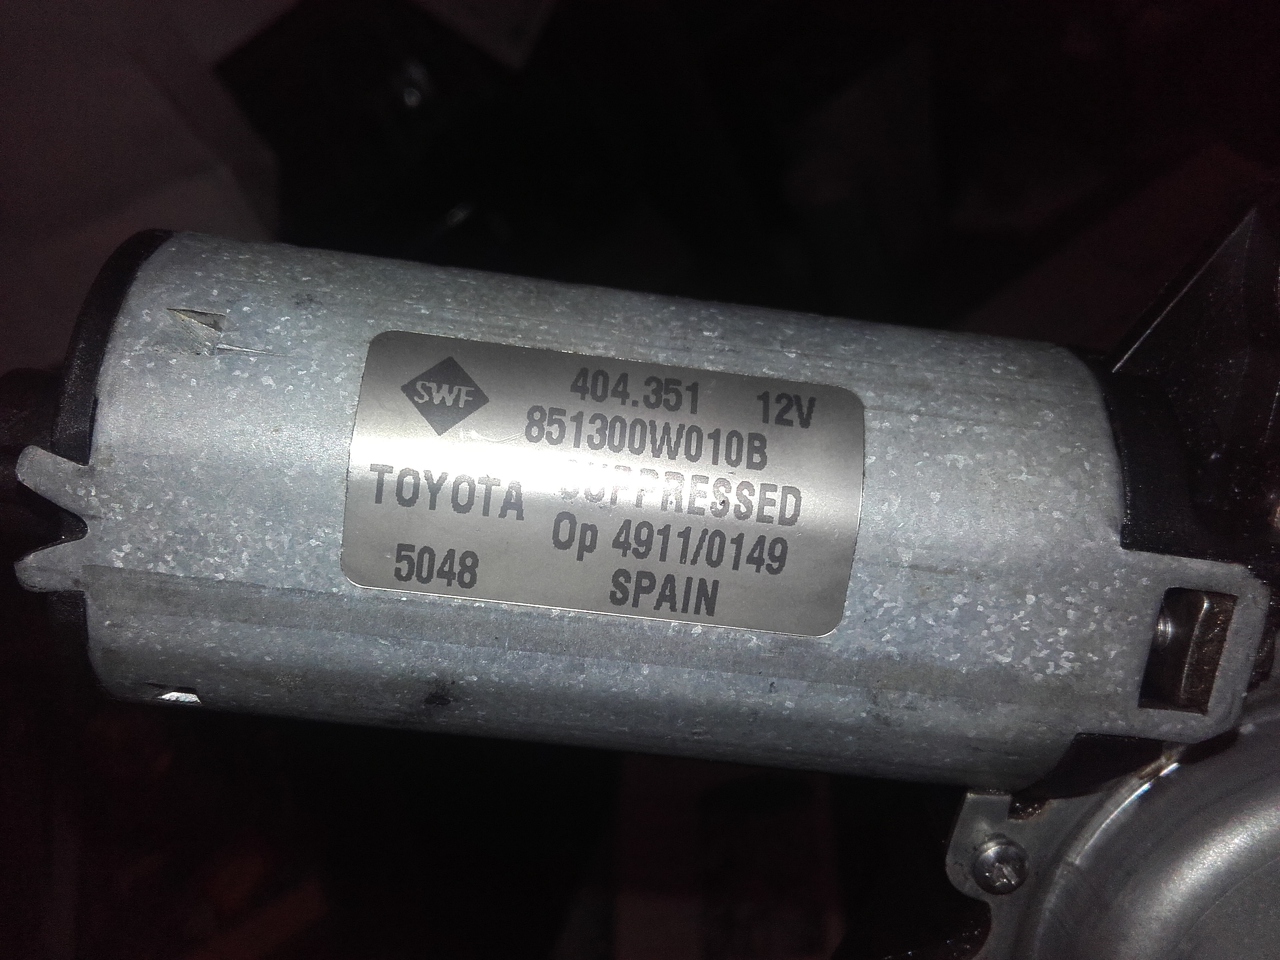 SWF 404.351 12V
851300W010B
TOYOTA SUPPRESSED
Op 4911/0149
5048 SPAIN